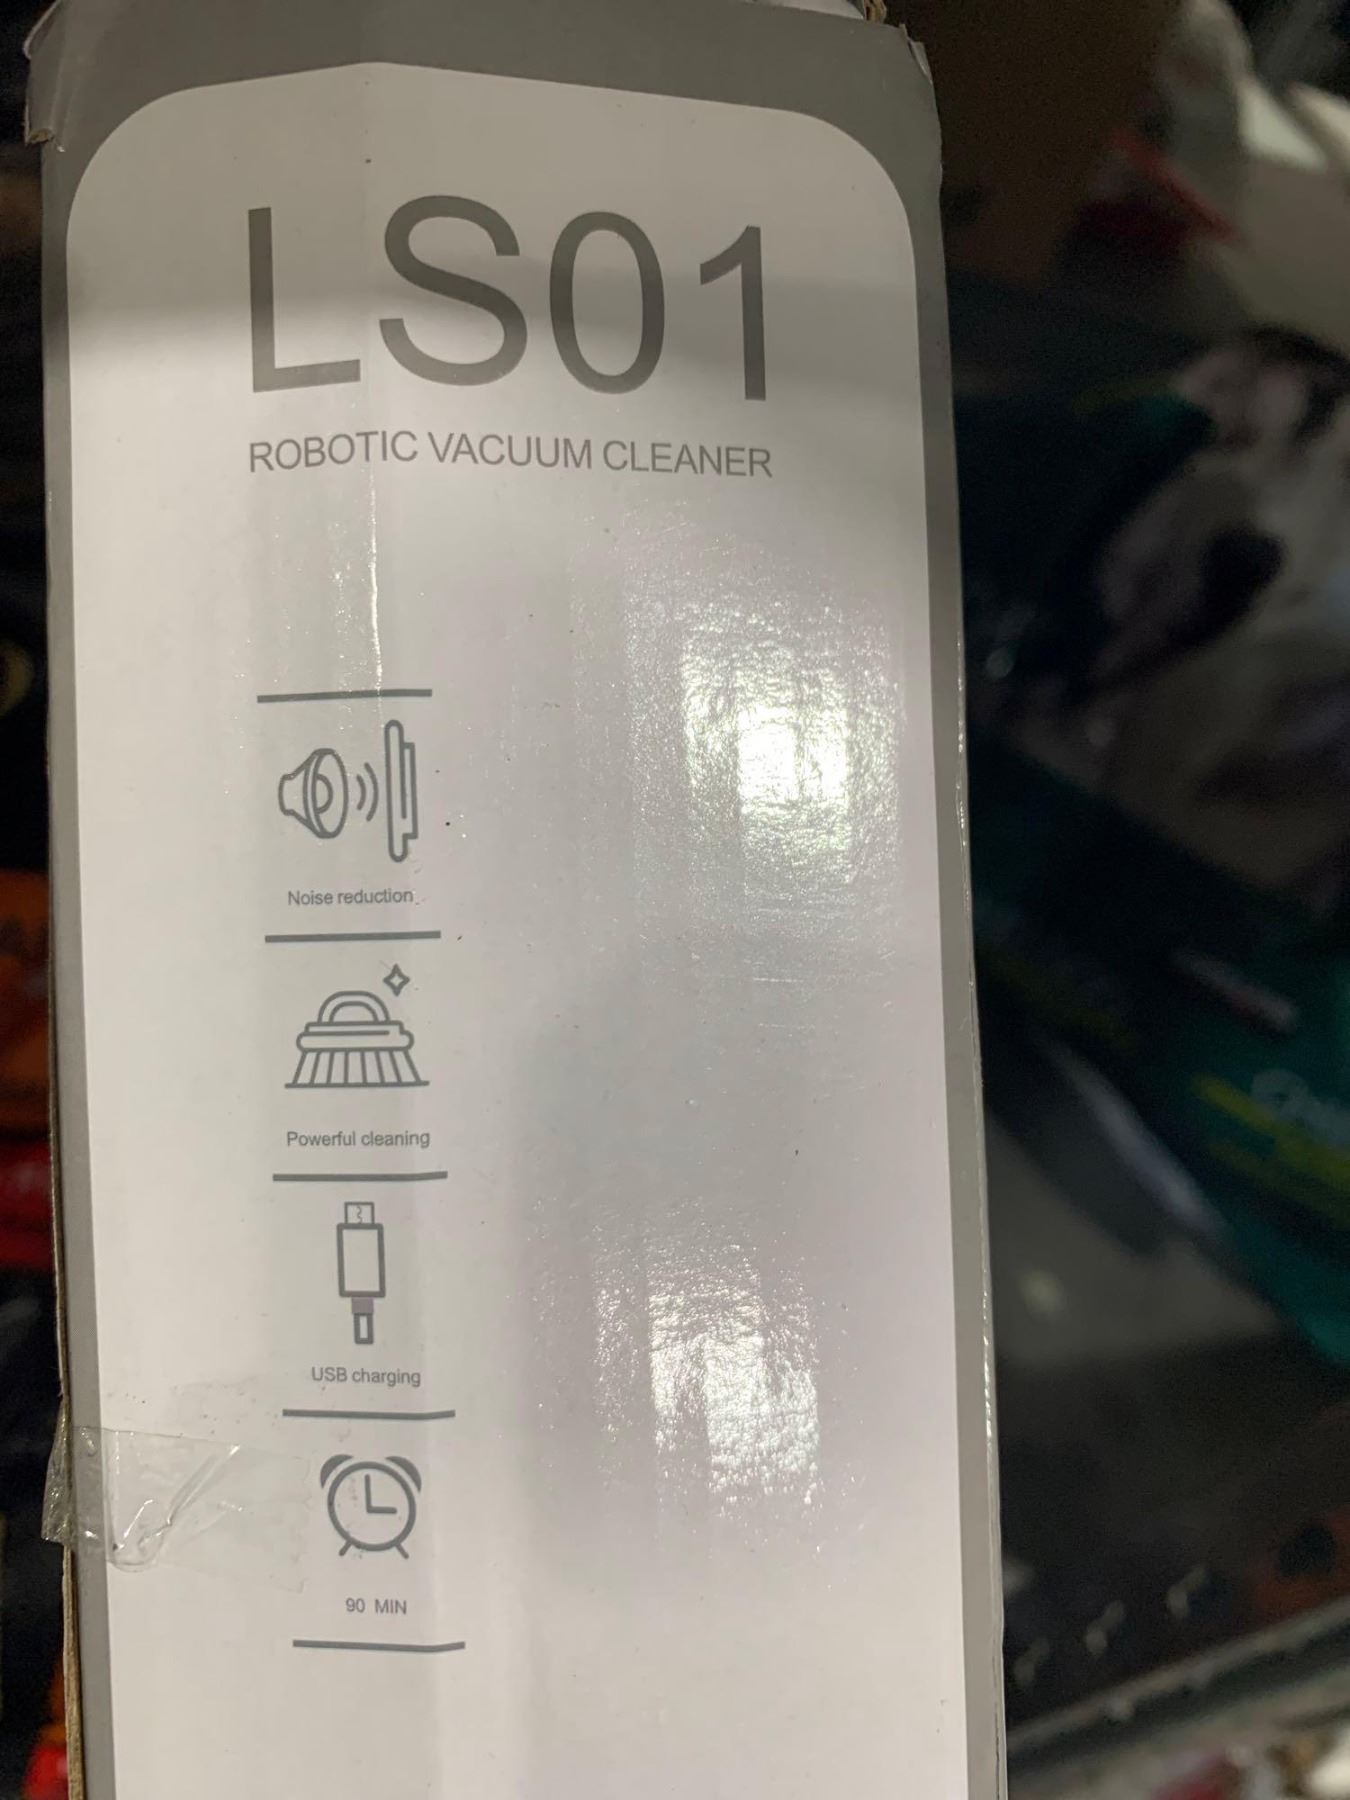 LS01
ROBOTIC VACUUM CLEANER
Noise reduction
Powerful cleaning
USB charging
90 MIN